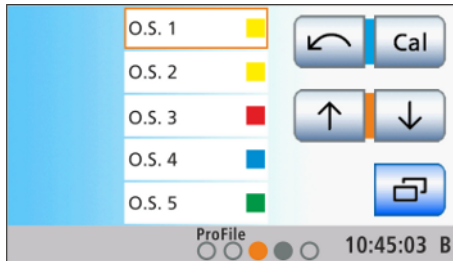 O.S. 1
Cal
O.S. 2
O.S. 3
O.S. 4
O.S. 5
ProFile
10:45:03 B